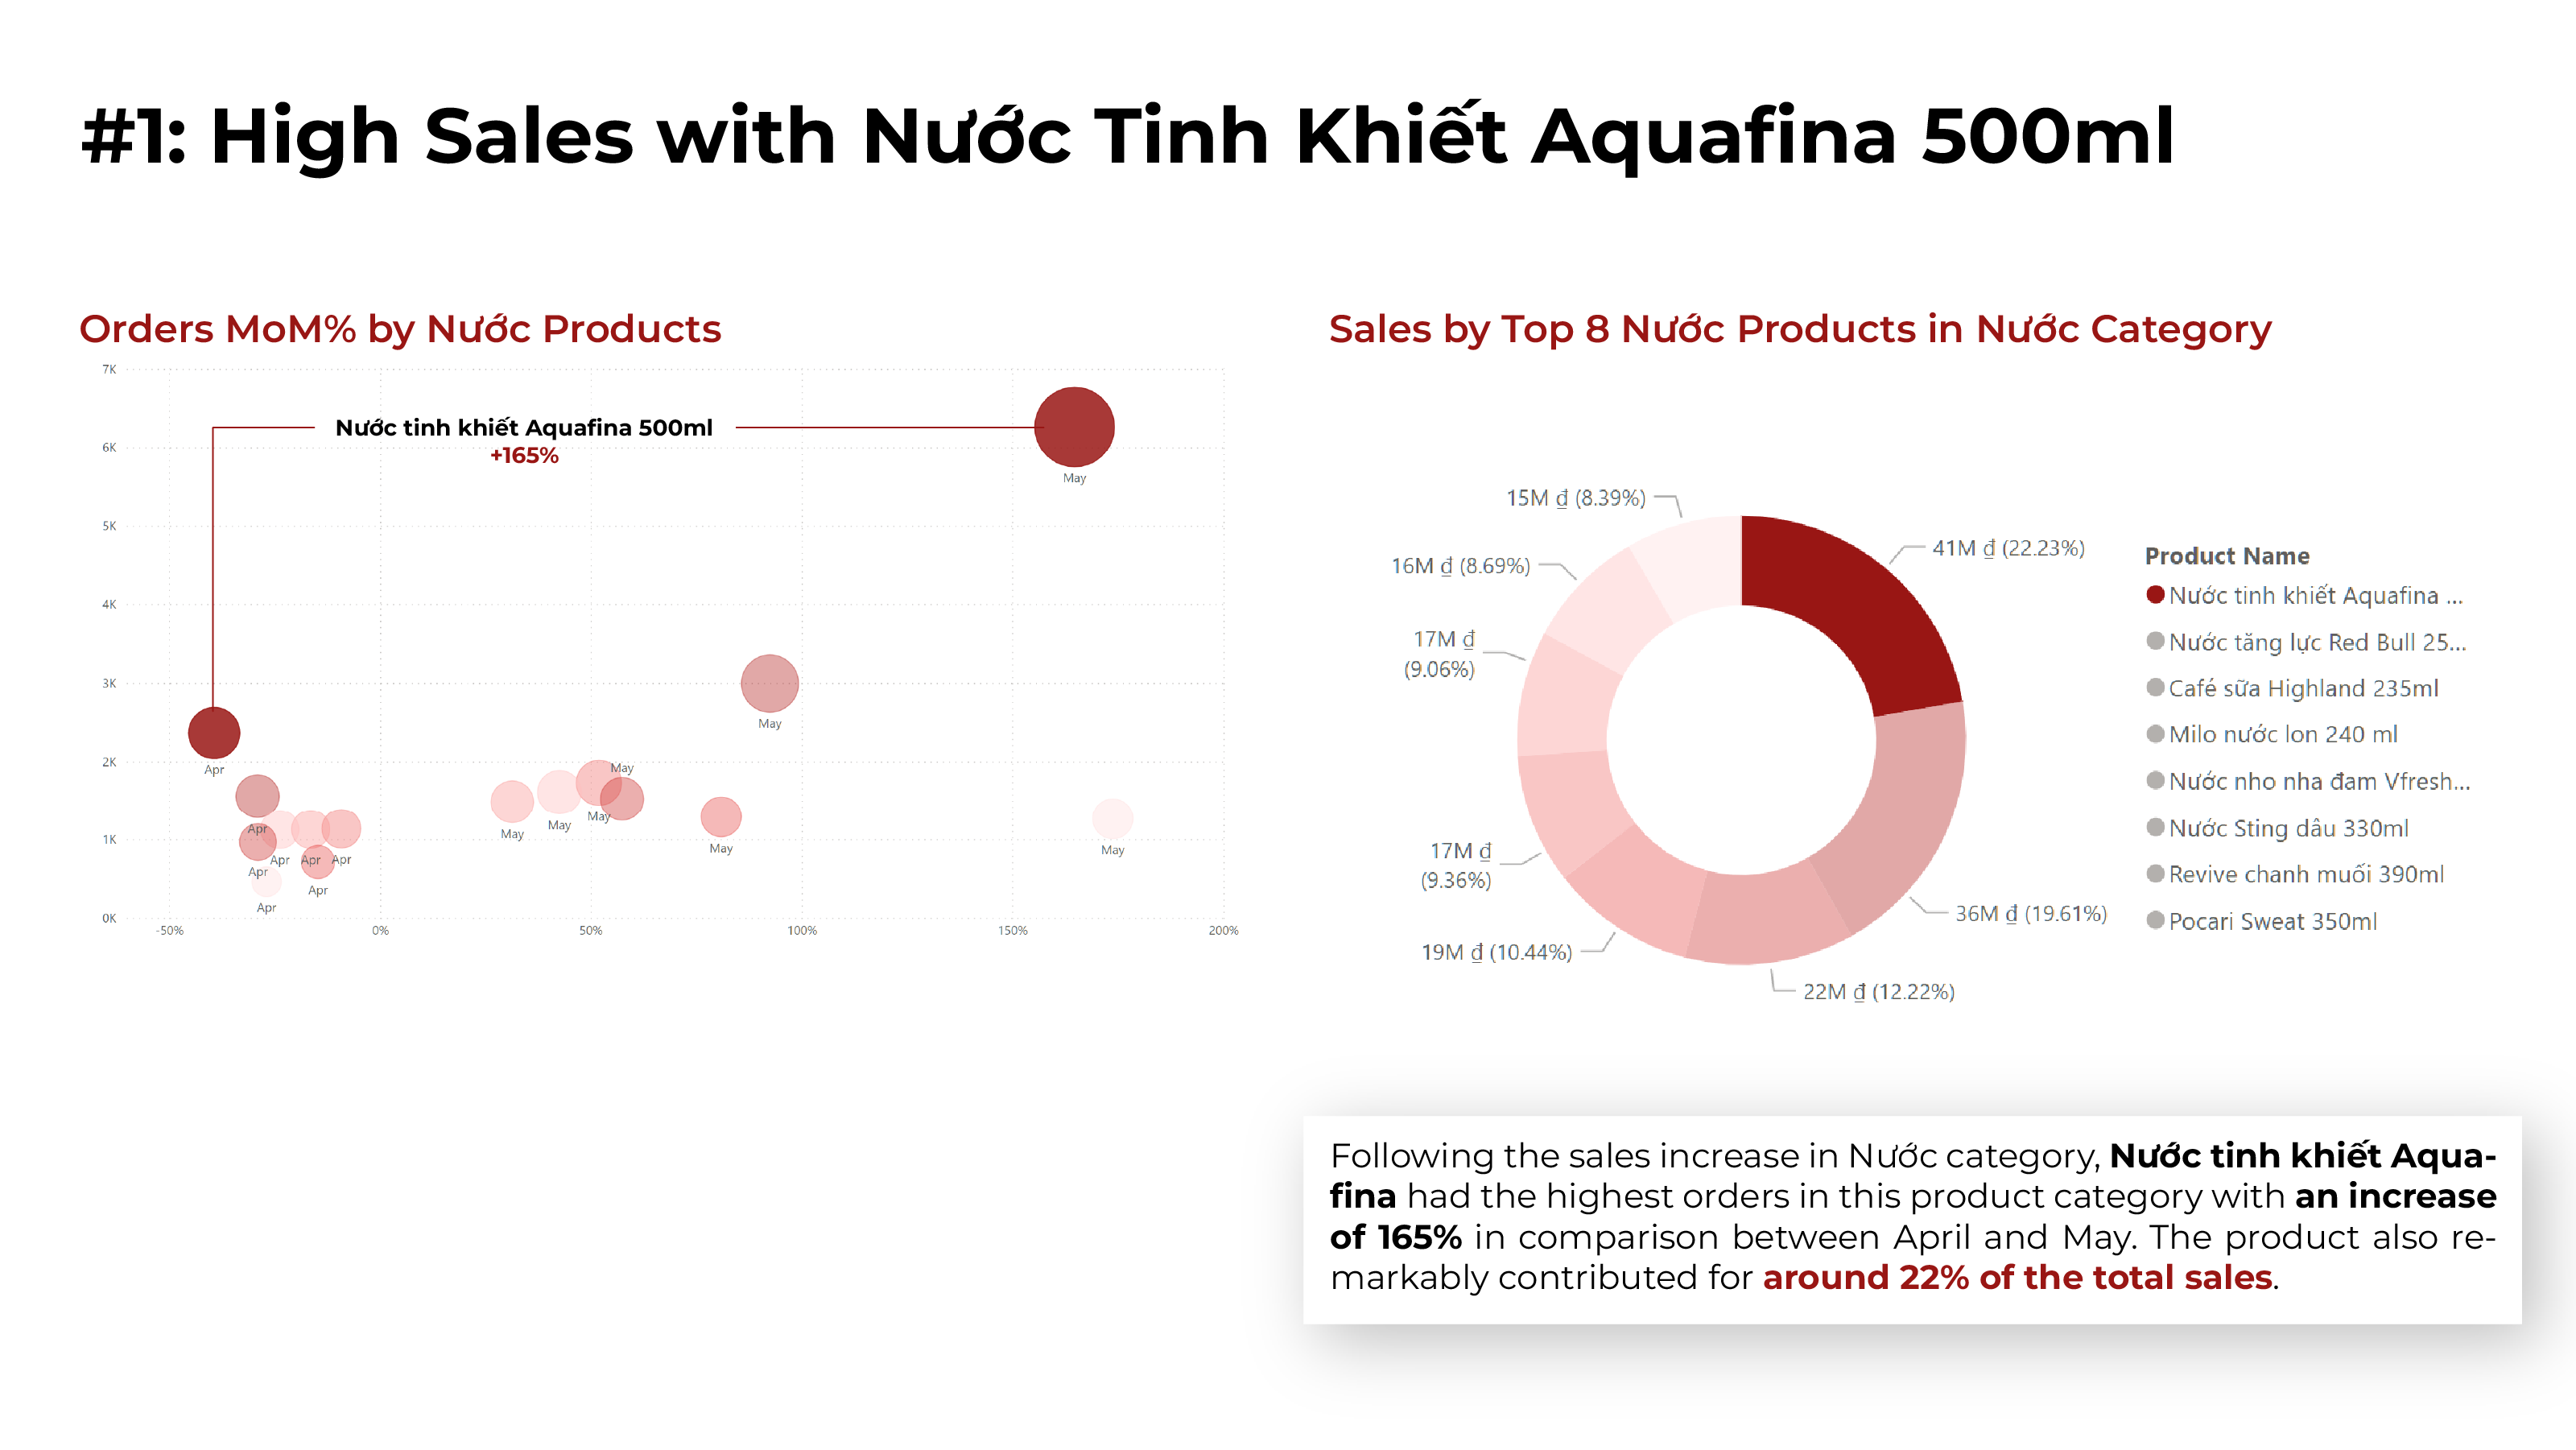 #1: High Sales with Nước Tinh Khiết Aquafina 500ml
Orders MoM% by Nước Products
7K
6K
5K
4K
3K
2K
1K
0K
-50%
0%
50%
100%
150%
200%
Nước tinh khiết Aquafina 500ml
+165%
May
Apr
May
May
May
May
May
May
May
Apr
Apr
Apr
Apr
Apr
Apr
Apr
Sales by Top 8 Nước Products in Nước Category
15M ₫ (8.39%)
16M ₫ (8.69%)
17M ₫
(9.06%)
17M ₫
(9.36%)
19M ₫ (10.44%)
22M ₫ (12.22%)
36M ₫ (19.61%)
41M ₫ (22.23%)
Product Name
Nước tinh khiết Aquafina ...
Nước tăng lực Red Bull 25...
Café sữa Highland 235ml
Milo nước lon 240 ml
Nước nho nha đam Vfresh...
Nước Sting dâu 330ml
Revive chanh muối 390ml
Pocari Sweat 350ml
Following the sales increase in Nước category, Nước tinh khiết Aqua-
fina had the highest orders in this product category with an increase
of 165% in comparison between April and May. The product also re-
markably contributed for around 22% of the total sales.